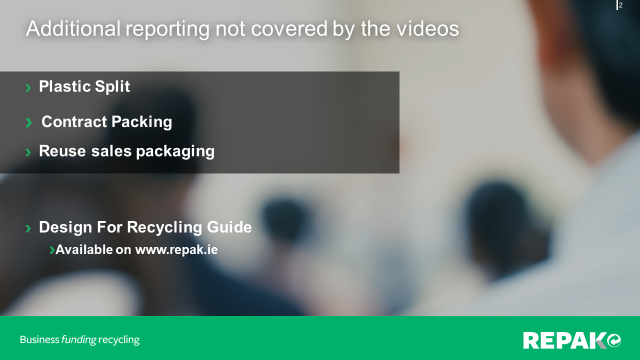 2
Additional reporting not covered by the videos
› Plastic Split
› Contract Packing
› Reuse sales packaging
› Design For Recycling Guide
›Available on www.repak.ie
Business funding recycling
REPAK